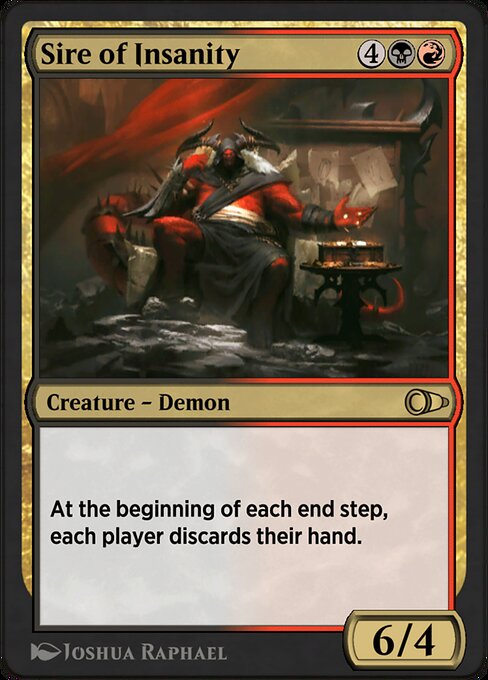 Sire of Insanity 4
Creature – Demon
At the beginning of each end step,
each player discards their hand.
6/4
Joshua Raphael